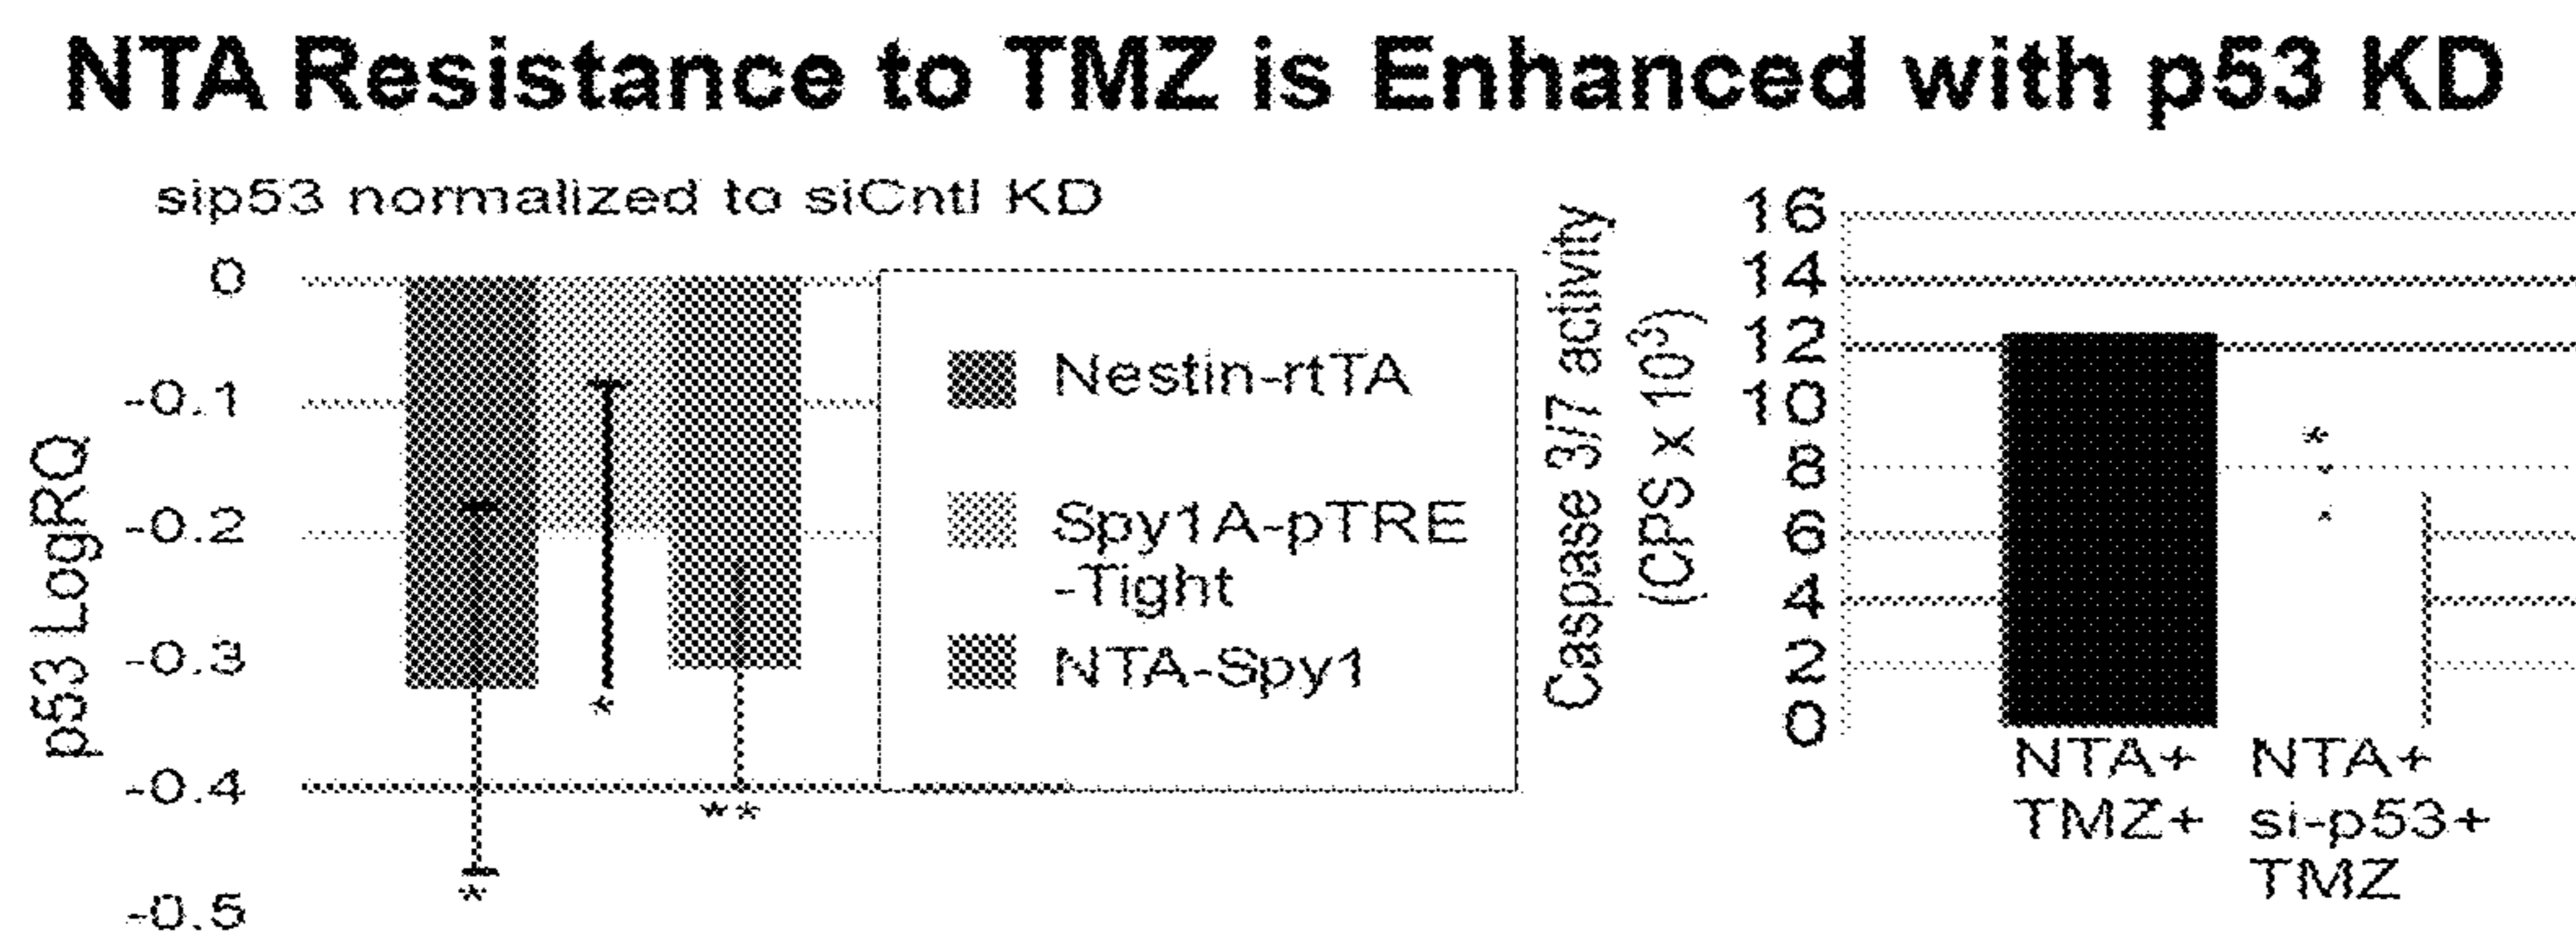 NTA Resistance to TMZ is Enhanced with p53 KD
sip53 normalized to siCntl KD
p53 LogRQ
0
-0.1
-0.2
-0.3
-0.4
-0.5
*
*
**
Nestin-rtTA
Spy1A-pTRE
-Tight
NTA-Spy1
Caspase 3/7 activity
(CPS x 10³)
16
14
12
10
8
6
4
2
0
*
*
NTA+
TMZ+
NTA+
si-p53+
TMZ